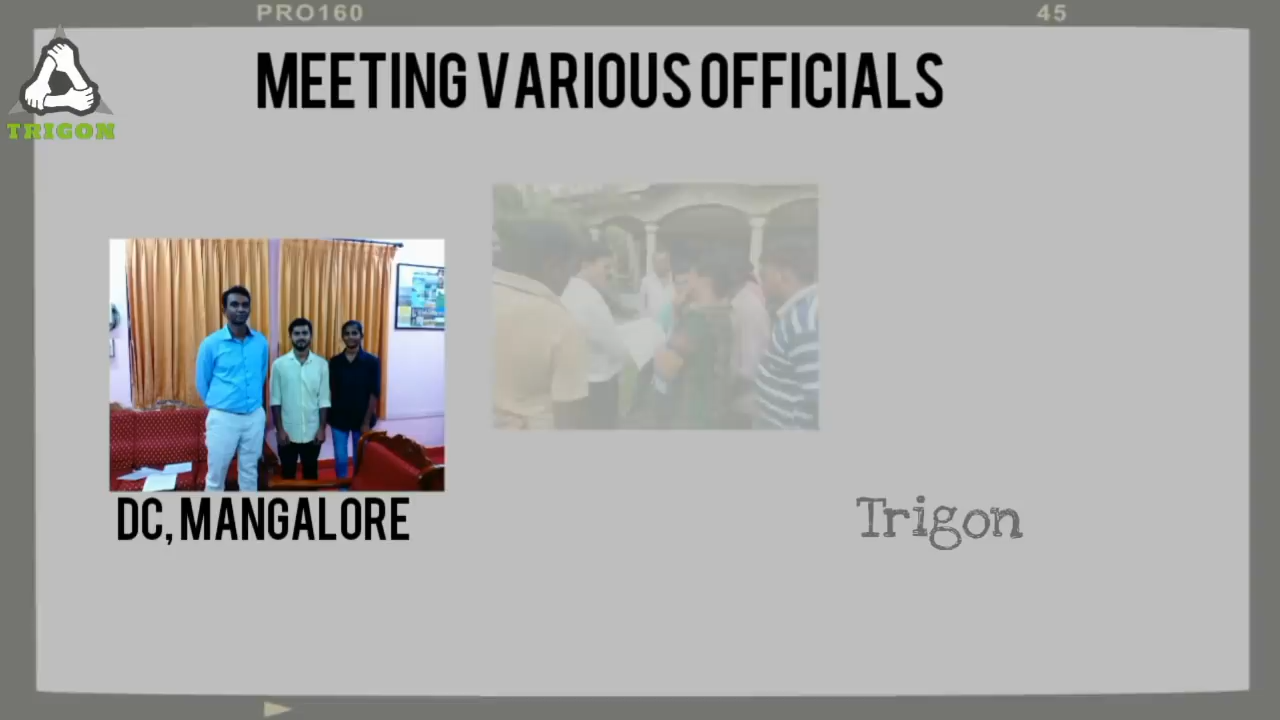 PRO160 45
TRIGON
MEETING VARIOUS OFFICIALS
DC, MANGALORE
Trigon